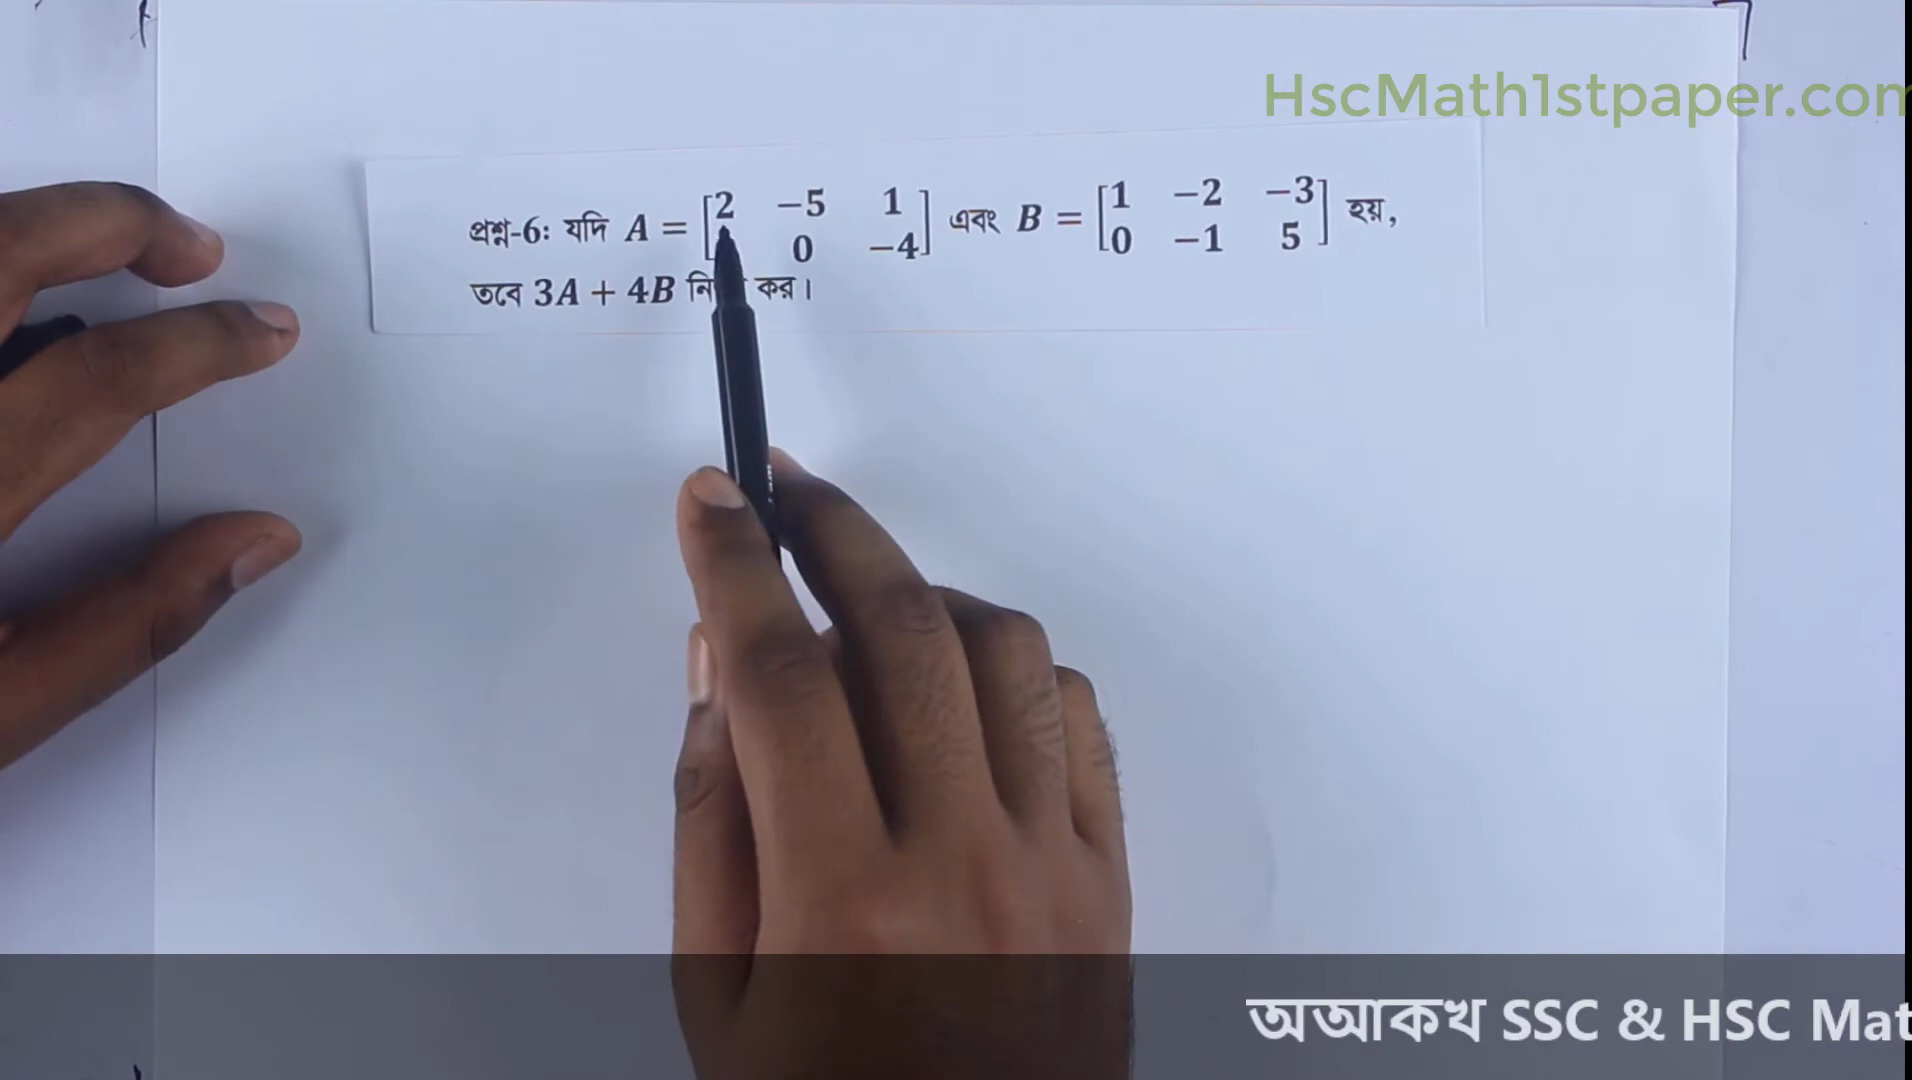 HscMath1stpaper.com
প্রশ্ন-6: যদি A = [2 -5 1 এবং B = [1 -2 -3] হয়,
0 -4] 0 -1 5]
তবে 3A + 4B কর।
অআকখ SSC & HSC Mat